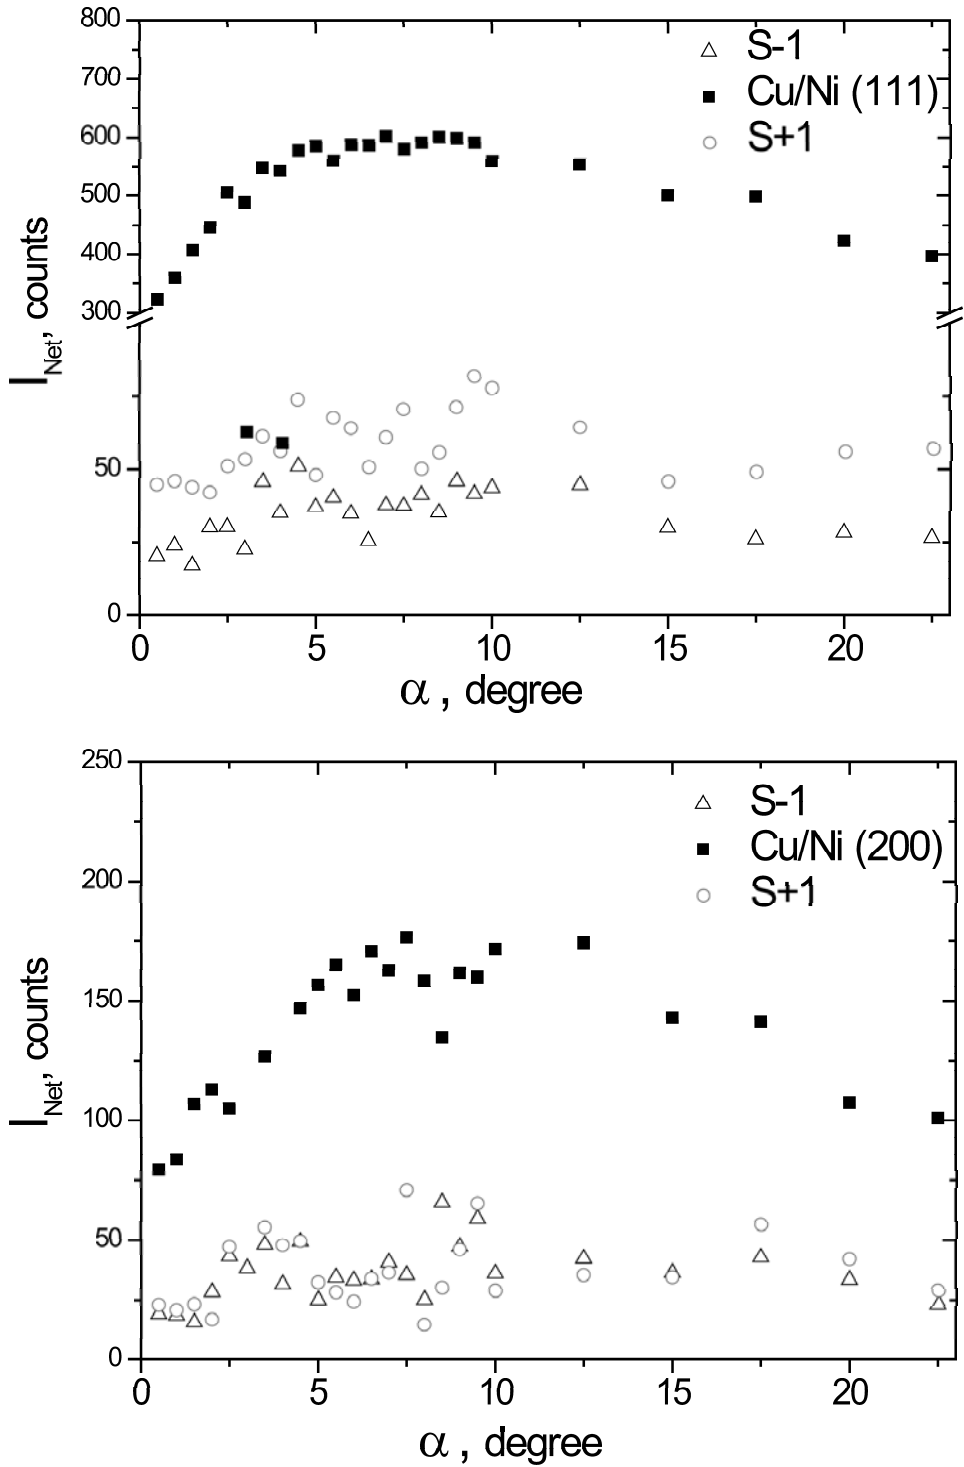 800
700
600
500
400
300
50
0
I_Net, counts
S-1
Cu/Ni (111)
S+1
0 5 10 15 20
α , degree
250
200
150
100
50
0
I_Net, counts
S-1
Cu/Ni (200)
S+1
0 5 10 15 20
α , degree